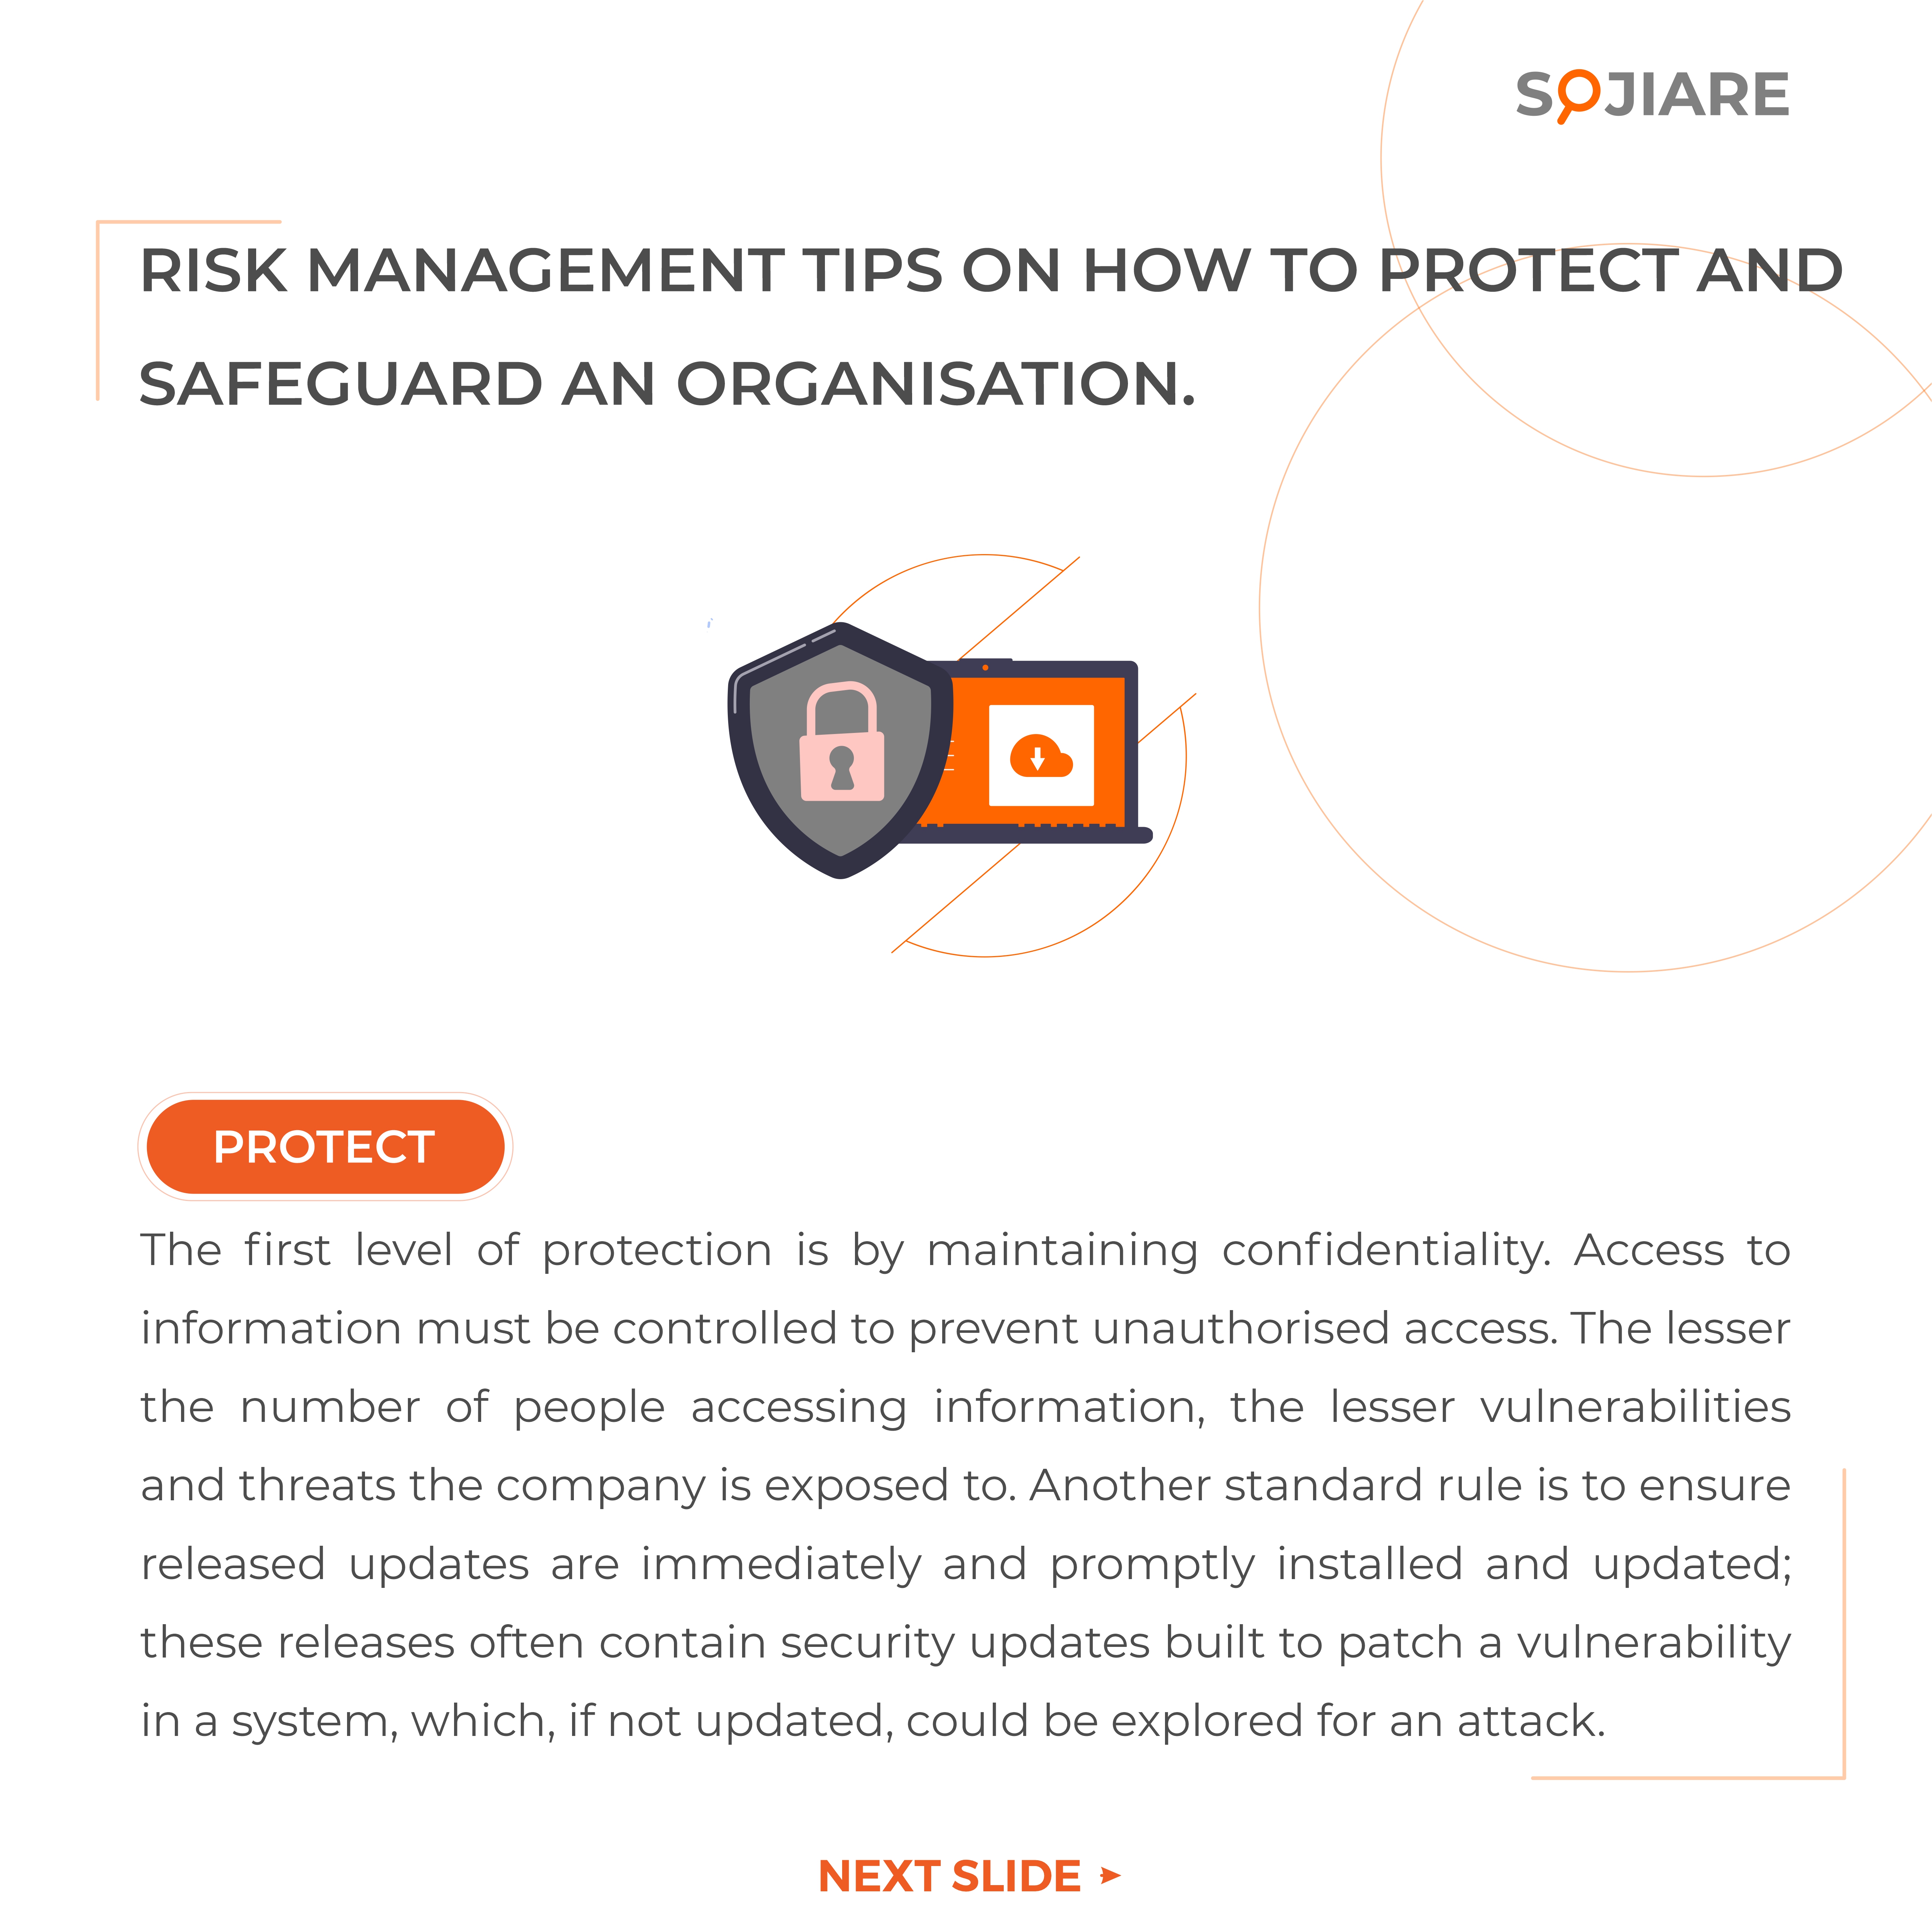 SOJIARE
RISK MANAGEMENT TIPS ON HOW TO PROTECT AND
SAFEGUARD AN ORGANISATION.
PROTECT
The first level of protection is by maintaining confidentiality. Access to
information must be controlled to prevent unauthorised access. The lesser
the number of people accessing information, the lesser vulnerabilities
and threats the company is exposed to. Another standard rule is to ensure
released updates are immediately and promptly installed and updated;
these releases often contain security updates built to patch a vulnerability
in a system, which, if not updated, could be explored for an attack.
NEXT SLIDE